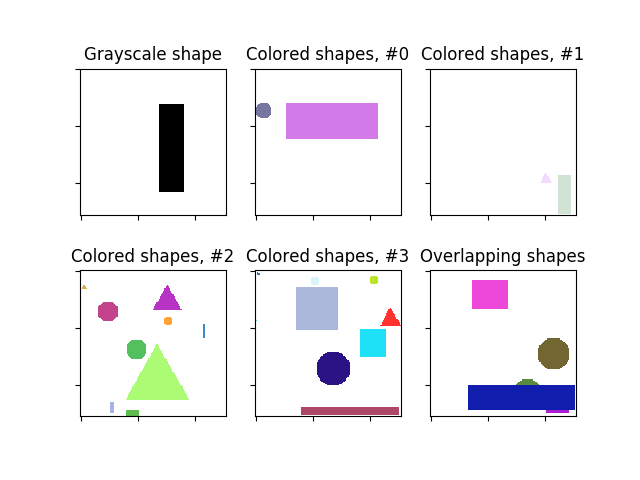 Grayscale shape
Colored shapes, #0
Colored shapes, #1
Colored shapes, #2
Colored shapes, #3
Overlapping shapes